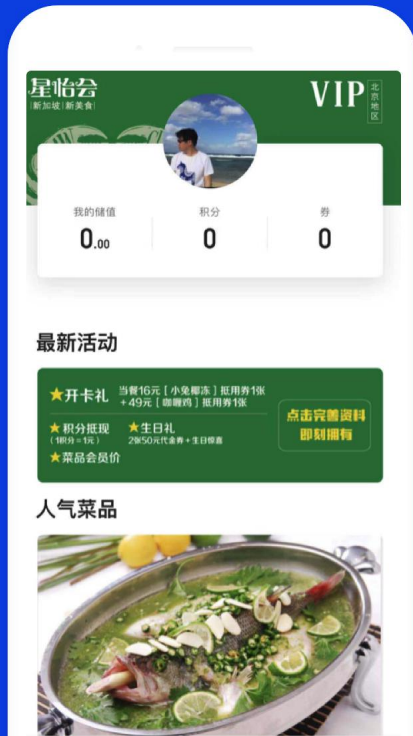 星怡会
新加坡 新美食
VIP
北京地区
我的储值
积分
券
0.00
0
0
最新活动
★开卡礼 当餐16元[小兔椰冻]抵用券1张
+49元[咖喱鸡]抵用券1张
★积分抵现
(1积分=1元)
★生日礼
2张50元代金券+生日惊喜
★菜品会员价
点击完善资料
即刻拥有
人气菜品